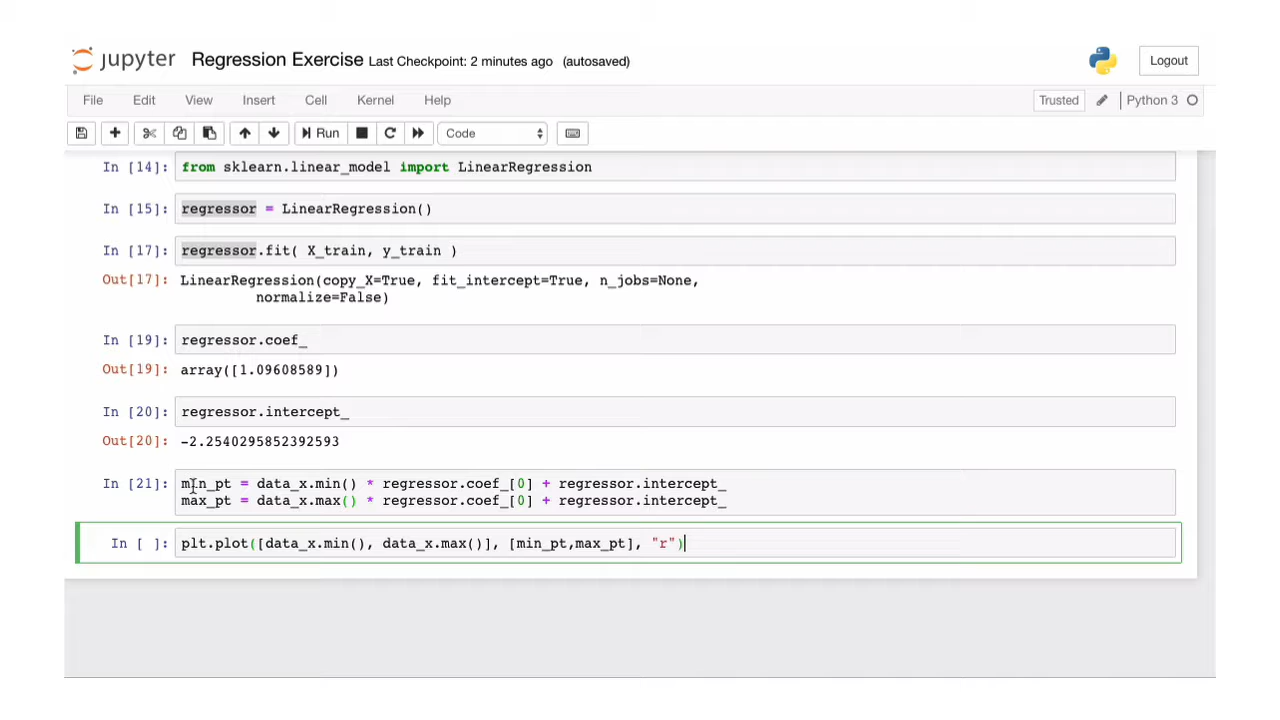 jupyter Regression Exercise Last Checkpoint: 2 minutes ago (autosaved) Logout
File Edit View Insert Cell Kernel Help Trusted Python 3
Run Code
In [14]: from sklearn.linear_model import LinearRegression
In [15]: regressor = LinearRegression()
In [17]: regressor.fit( X_train, y_train )
Out[17]: LinearRegression(copy_X=True, fit_intercept=True, n_jobs=None,
normalize=False)
In [19]: regressor.coef_
Out[19]: array([1.09608589])
In [20]: regressor.intercept_
Out[20]: -2.2540295852392593
In [21]: min_pt = data_x.min() * regressor.coef_[0] + regressor.intercept_
max_pt = data_x.max() * regressor.coef_[0] + regressor.intercept_
In [ ]: plt.plot([data_x.min(), data_x.max()], [min_pt,max_pt], "r")